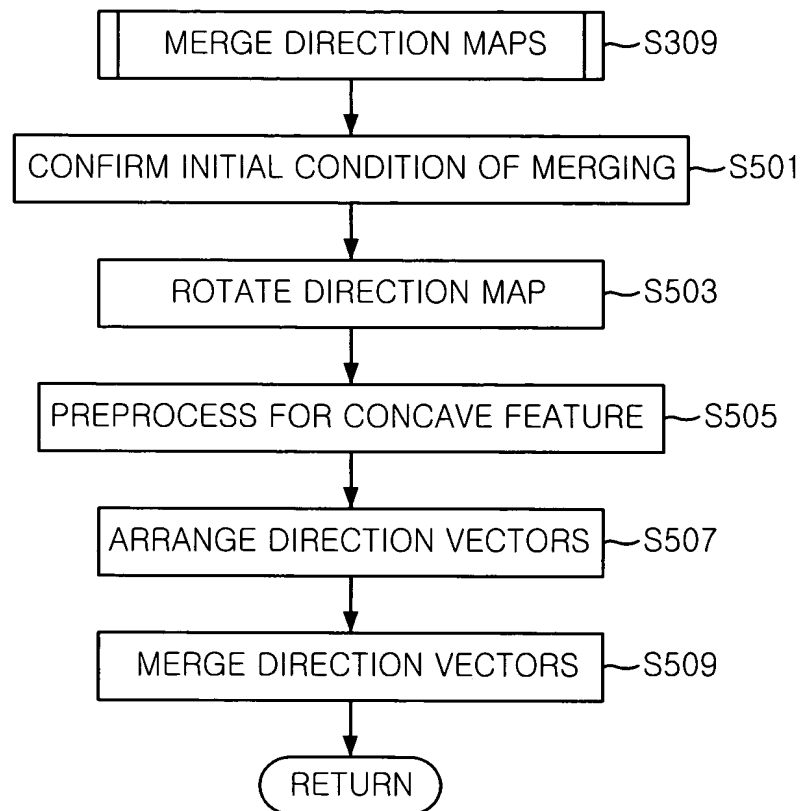 MERGE DIRECTION MAPS S309
CONFIRM INITIAL CONDITION OF MERGING S501
ROTATE DIRECTION MAP S503
PREPROCESS FOR CONCAVE FEATURE S505
ARRANGE DIRECTION VECTORS S507
MERGE DIRECTION VECTORS S509
RETURN